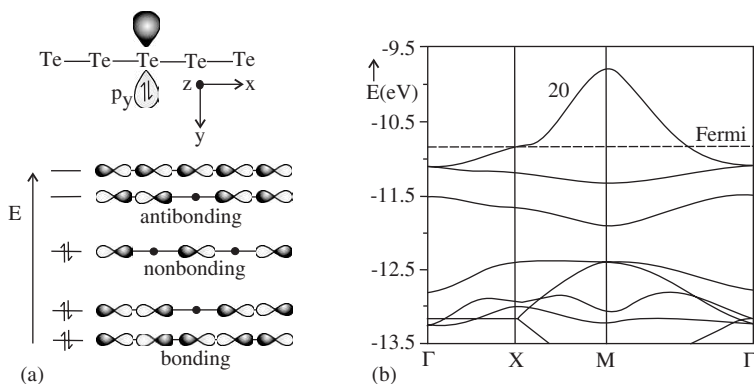 Te Te Te Te Te
p y
z x
y
E
antibonding
nonbonding
bonding
(a)
-9.5
E(eV)
20
-10.5
Fermi
-11.5
-12.5
-13.5
Γ X M Γ
(b)